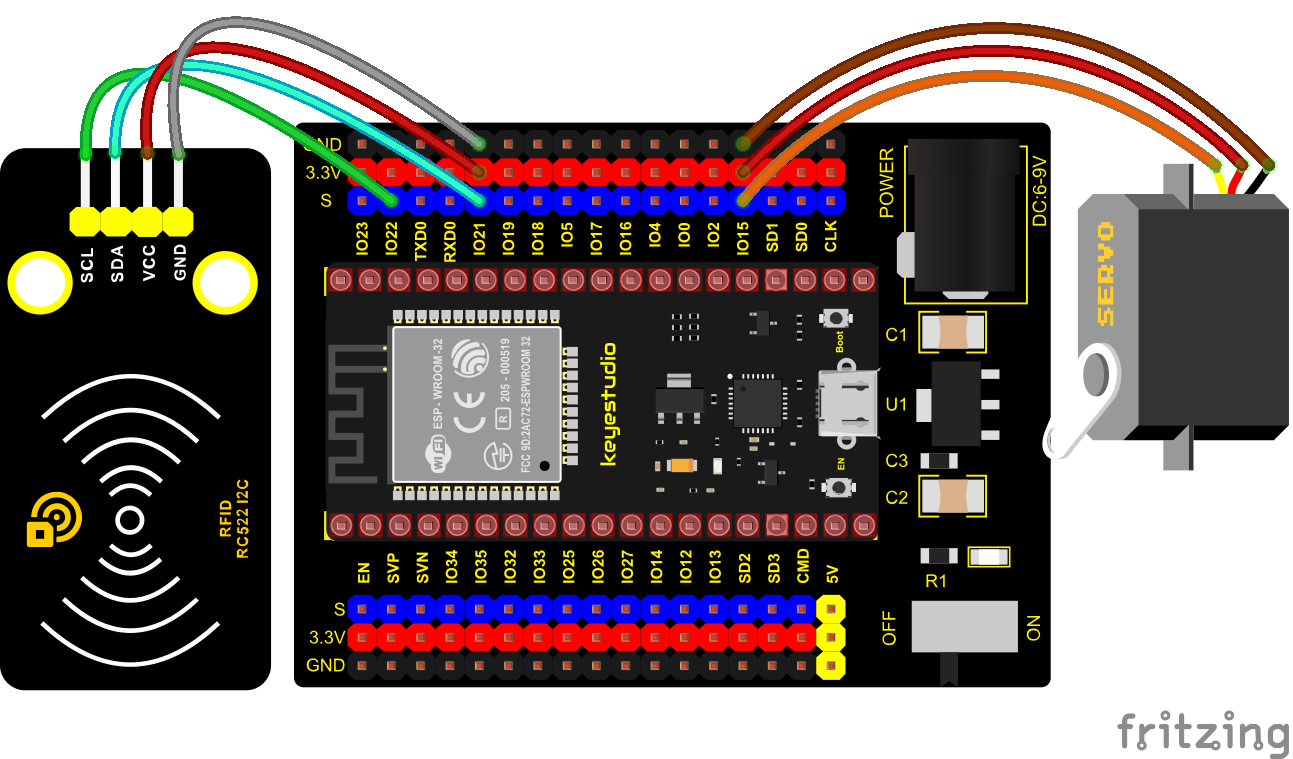 GND
3.3V
S
IO23
IO22
TXD0
RXD0
IO21
IO19
IO18
IO5
IO17
IO16
IO4
IO0
IO2
IO15
SD1
SD0
CLK
POWER
DC:6-9V
SCL
SDA
VCC
GND
RFID
RC522 I2C
WiFi
ESP - WROOM -32
CE
R
205 - 000519
FCC 9D:2AC72-ESPWROOM 32
keyestudio
Boot
EN
C1
U1
C3
C2
R1
OFF
ON
SERVO
EN
SVP
SVN
IO34
IO35
IO32
IO33
IO25
IO26
IO27
IO14
IO12
IO13
SD2
SD3
CMD
5V
S
3.3V
GND
fritzing